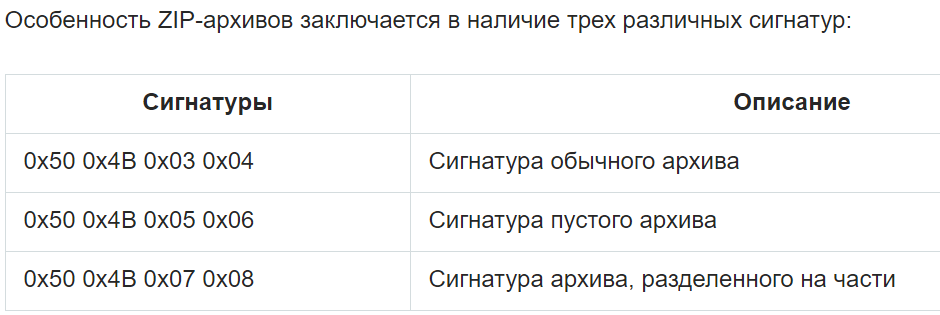 Особенность ZIP-архивов заключается в наличие трех различных сигнатур:
Сигнатуры Описание
0x50 0x4B 0x03 0x04 Сигнатура обычного архива
0x50 0x4B 0x05 0x06 Сигнатура пустого архива
0x50 0x4B 0x07 0x08 Сигнатура архива, разделенного на части